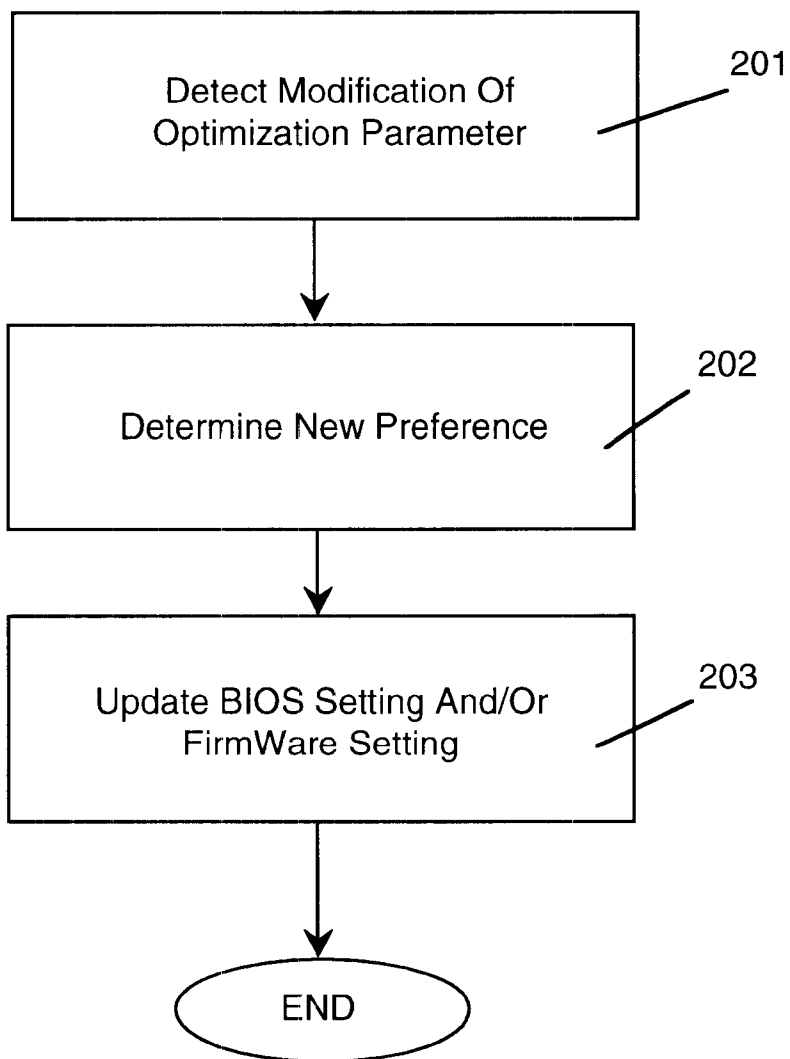 Detect Modification Of
Optimization Parameter
201
Determine New Preference
202
Update BIOS Setting And/Or
FirmWare Setting
203
END